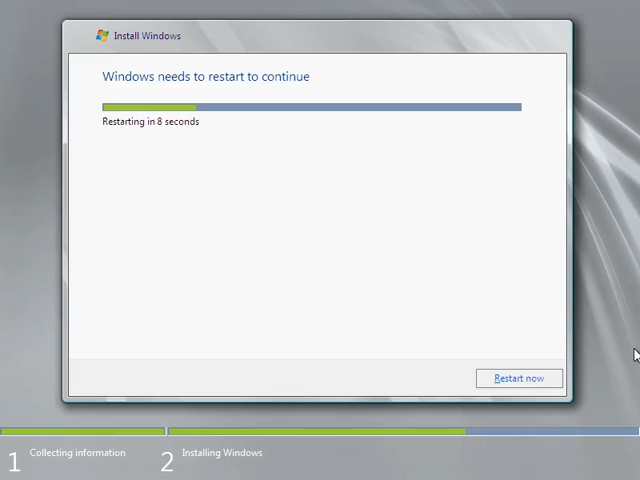 Install Windows
Windows needs to restart to continue
Restarting in 8 seconds
Restart now
1 Collecting information
2 Installing Windows